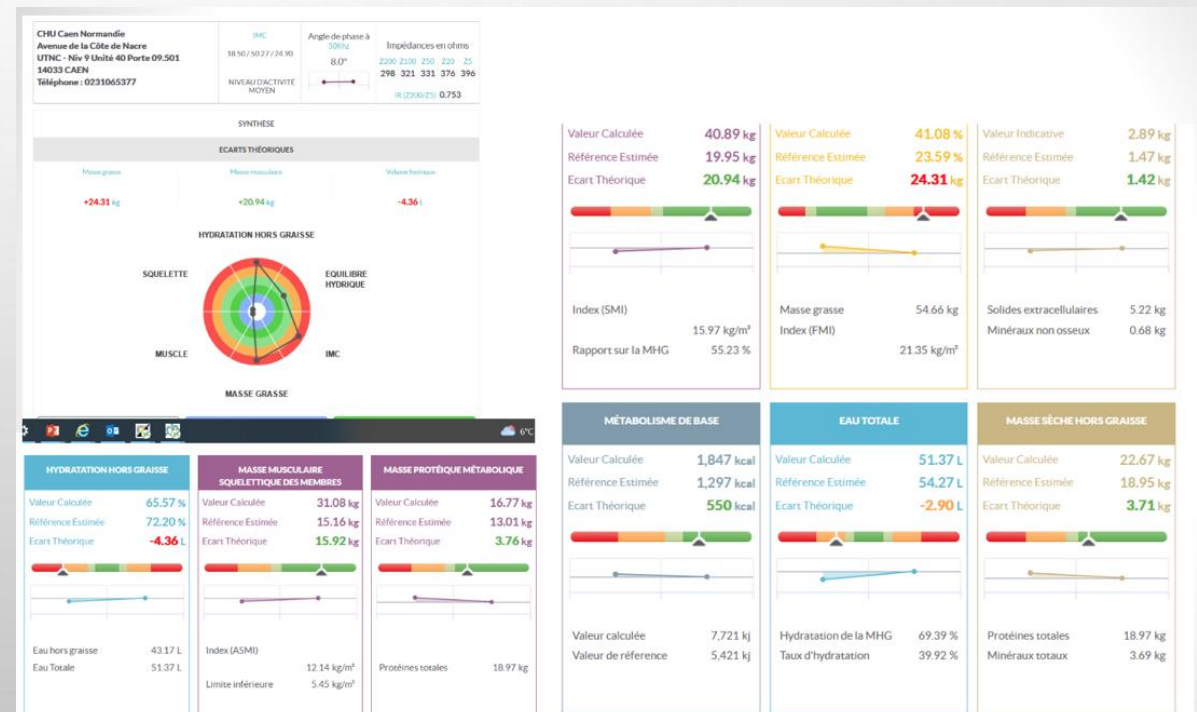 CHU Caen Normandie
Avenue de la Côte de Nacre
UTNC - Niv 9 Unité 40 Porte 09.501
14033 CAEN
Téléphone : 0231065377
IMC
18.50 / 50.27 / 24.90
NIVEAU D'ACTIVITÉ
MOYEN
Angle de phase à
50Khz
8.0°
Impédances en ohms
Z200 Z100 Z50 Z20 Z5
298 321 331 376 396
IR (Z200/Z5) 0.753
SYNTHÈSE
ECARTS THÉORIQUES
Masse grasse
Masse musculaire
Volume hydrique
+24.31 kg
+20.94 kg
-4.36 l
HYDRATATION HORS GRAISSE
SQUELETTE
EQUILIBRE
HYDRIQUE
MUSCLE
IMC
MASSE GRASSE
6°C
HYDRATATION HORS GRAISSE
Valeur Calculée 65.57 %
Référence Estimée 72.20 %
Ecart Théorique -4.36 L
Eau hors graisse 43.17 L
Eau Totale 51.37 L
MASSE MUSCULAIRE
SQUELETTIQUE DES MEMBRES
Valeur Calculée 31.08 kg
Référence Estimée 15.16 kg
Ecart Théorique 15.92 kg
Index (ASMI)
12.14 kg/m²
Limite inférieure 5.45 kg/m²
MASSE PROTÉIQUE MÉTABOLIQUE
Valeur Calculée 16.77 kg
Référence Estimée 13.01 kg
Ecart Théorique 3.76 kg
Protéines totales 18.97 kg
Valeur Calculée 40.89 kg
Référence Estimée 19.95 kg
Ecart Théorique 20.94 kg
Index (SMI)
15.97 kg/m²
Rapport sur la MHG 55.23 %
Valeur Calculée 41.08 %
Référence Estimée 23.59 %
Ecart Théorique 24.31 kg
Masse grasse 54.66 kg
Index (FMI)
21.35 kg/m²
Valeur Indicative 2.89 kg
Référence Estimée 1.47 kg
Ecart Théorique 1.42 kg
Solides extracellulaires 5.22 kg
Minéraux non osseux 0.68 kg
MÉTABOLISME DE BASE
Valeur Calculée 1,847 kcal
Référence Estimée 1,297 kcal
Ecart Théorique 550 kcal
Valeur calculée 7,721 kj
Valeur de réference 5,421 kj
EAU TOTALE
Valeur Calculée 51.37 L
Référence Estimée 54.27 L
Ecart Théorique -2.90 L
Hydratation de la MHG 69.39 %
Taux d'hydratation 39.92 %
MASSE SÈCHE HORS GRAISSE
Valeur Calculée 22.67 kg
Référence Estimée 18.95 kg
Ecart Théorique 3.71 kg
Protéines totales 18.97 kg
Minéraux totaux 3.69 kg